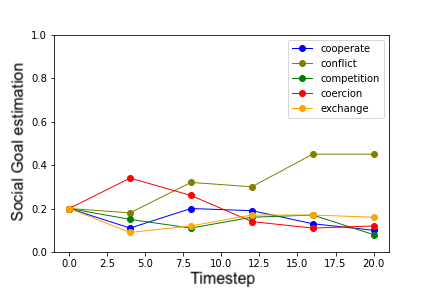 1.0
0.8
0.6
0.4
0.2
0.0
Social Goal estimation
0.0 2.5 5.0 7.5 10.0 12.5 15.0 17.5 20.0
Timestep
cooperate
conflict
competition
coercion
exchange